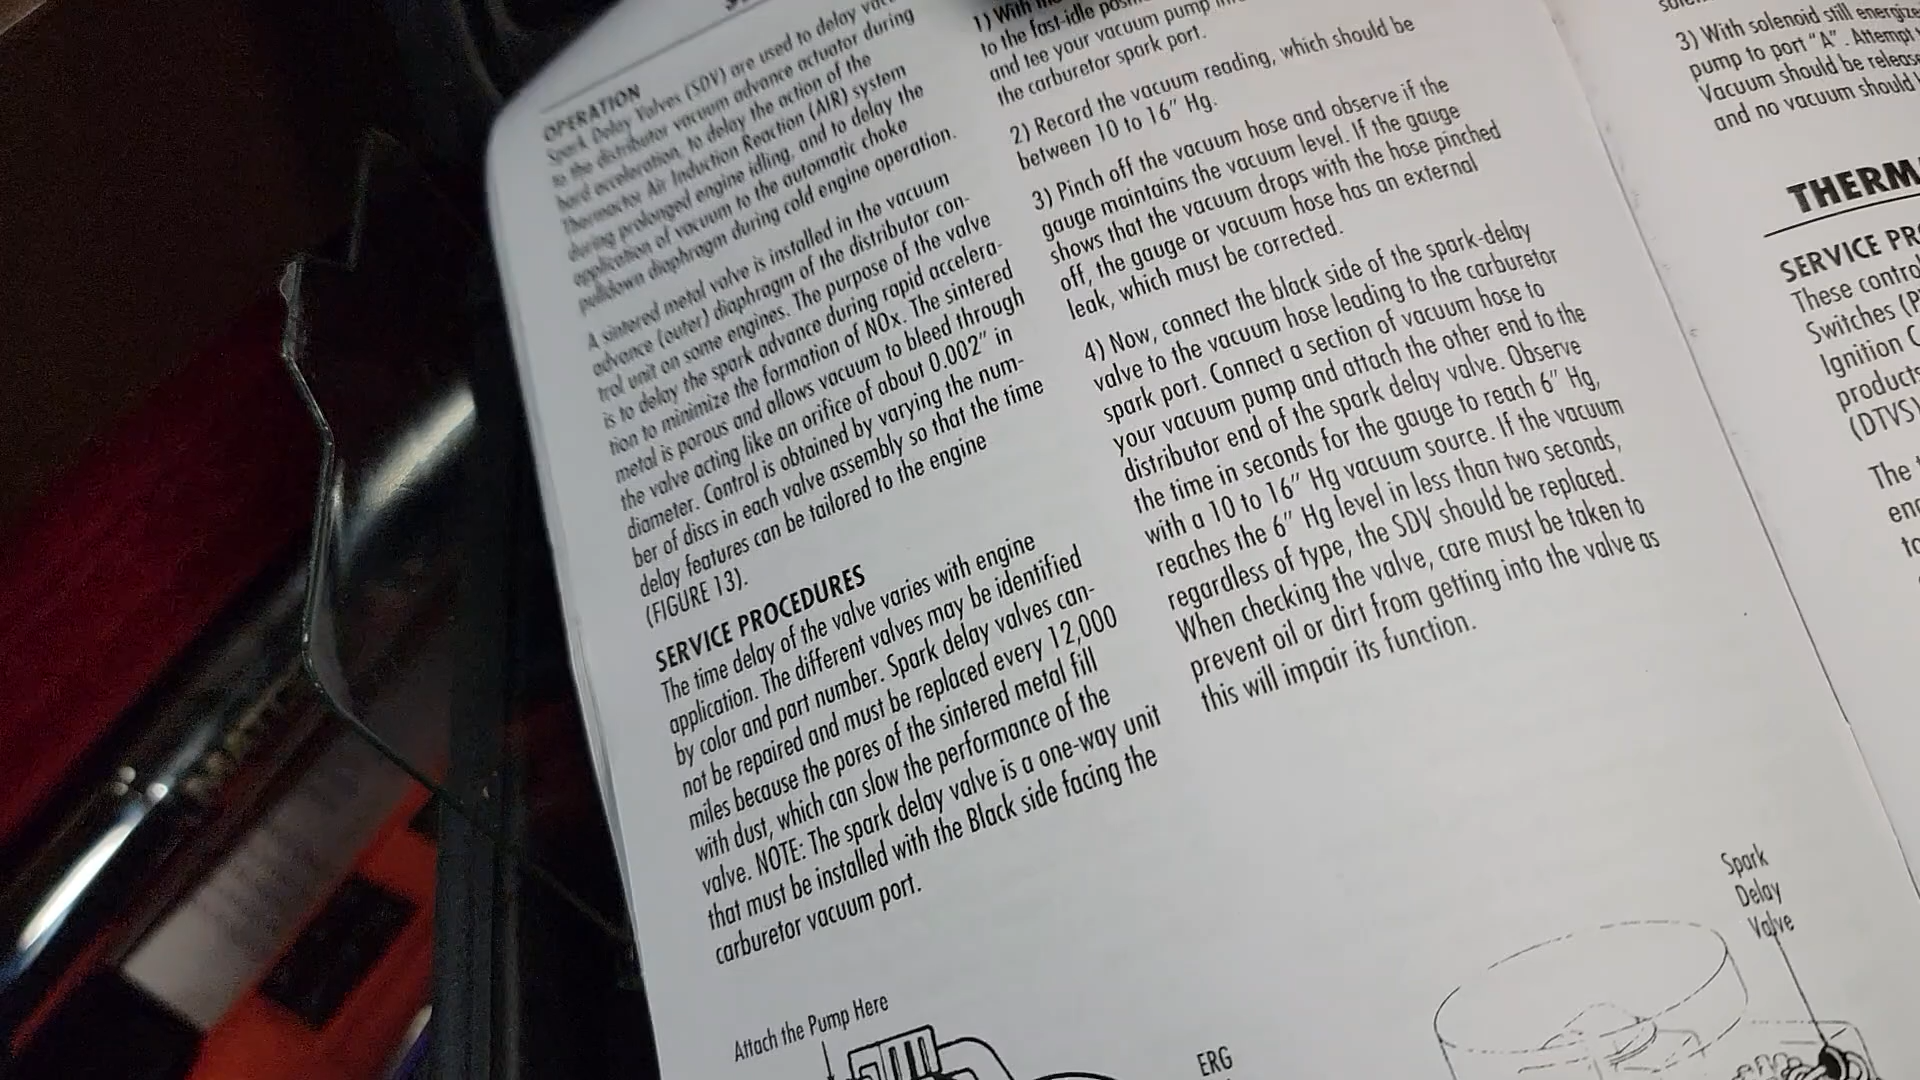 OPERATION
Spark Delay Valves (SDV) are used to delay
to the distributor vacuum advance actuator during
hard acceleration, to delay the action of the
Thermactor Air Induction Reaction (AIR) system
during prolonged engine idling, and to delay the
application of vacuum to the automatic choke
pulldown diaphragm during cold engine operation.
A sintered metal valve is installed in the vacuum
advance (outer) diaphragm of the distributor con-
trol unit on some engines. The purpose of the valve
is to delay the spark advance during rapid accelera-
tion to minimize the formation of NOx. The sintered
metal is porous and allows vacuum to bleed through
the valve acting like an orifice of about 0.002" in
diameter. Control is obtained by varying the num-
ber of discs in each valve assembly so that the time
delay features can be tailored to the engine
(FIGURE 13).
SERVICE PROCEDURES
The time delay of the valve varies with engine
application. The different valves may be identified
by color and part number. Spark delay valves can-
not be repaired and must be replaced every 12,000
miles because the pores of the sintered metal fill
with dust, which can slow the performance of the
valve. NOTE: The spark delay valve is a one-way unit
that must be installed with the Black side facing the
carburetor vacuum port.
Attach the Pump Here
1) With
to the fast-idle
and tee your vacuum pump
the carburetor spark port.
2) Record the vacuum reading, which should be
between 10 to 16" Hg.
3) Pinch off the vacuum hose and observe if the
gauge maintains the vacuum level. If the gauge
shows that the vacuum drops with the hose pinched
off, the gauge or vacuum hose has an external
leak, which must be corrected.
4) Now, connect the black side of the spark-delay
valve to the vacuum hose leading to the carburetor
spark port. Connect a section of vacuum hose to
your vacuum pump and attach the other end to the
distributor end of the spark delay valve. Observe
the time in seconds for the gauge to reach 6" Hg,
with a 10 to 16" Hg vacuum source. If the vacuum
reaches the 6" Hg level in less than two seconds,
regardless of type, the SDV should be replaced.
When checking the valve, care must be taken to
prevent oil or dirt from getting into the valve as
this will impair its function.
ERG
Spark
Delay
Valve
3) With solenoid still
pump to port "A". Attempt
Vacuum should be
and no vacuum should
THERM
SERVICE PR
These
Switches
Ignition
products
(DTVS)
The